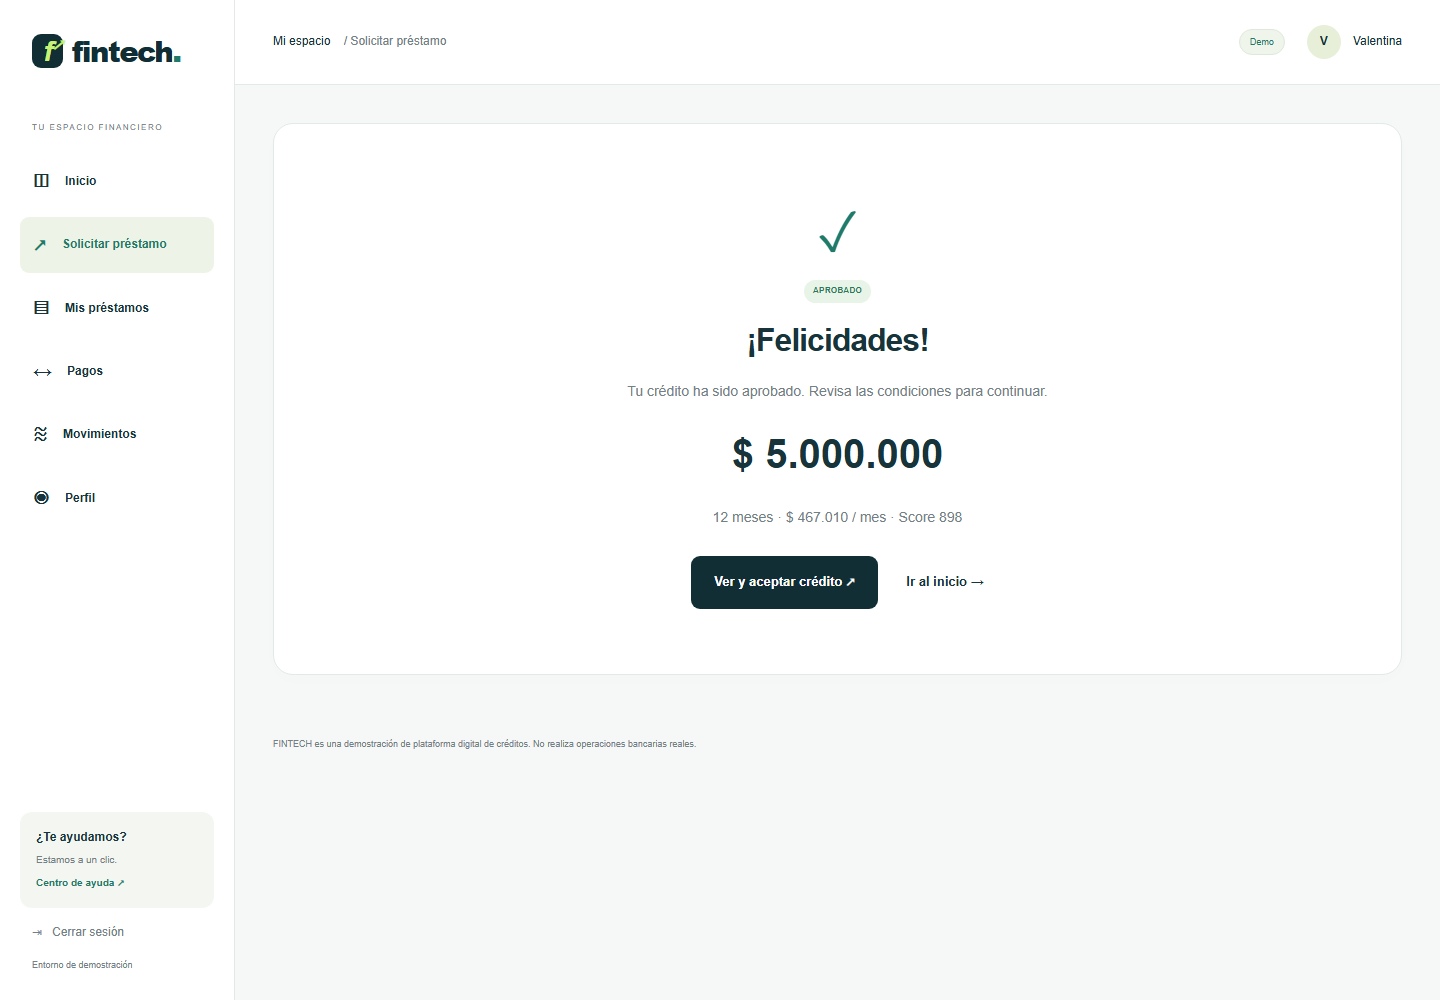 fintech.
TU ESPACIO FINANCIERO
Inicio
Solicitar préstamo
Mis préstamos
Pagos
Movimientos
Perfil
¿Te ayudamos?
Estamos a un clic.
Centro de ayuda ↗
⇥ Cerrar sesión
Entorno de demostración
Mi espacio / Solicitar préstamo
Demo
V
Valentina
✓
APROBADO
¡Felicidades!
Tu crédito ha sido aprobado. Revisa las condiciones para continuar.
$ 5.000.000
12 meses · $ 467.010 / mes · Score 898
Ver y aceptar crédito ↗
Ir al inicio →
FINTECH es una demostración de plataforma digital de créditos. No realiza operaciones bancarias reales.